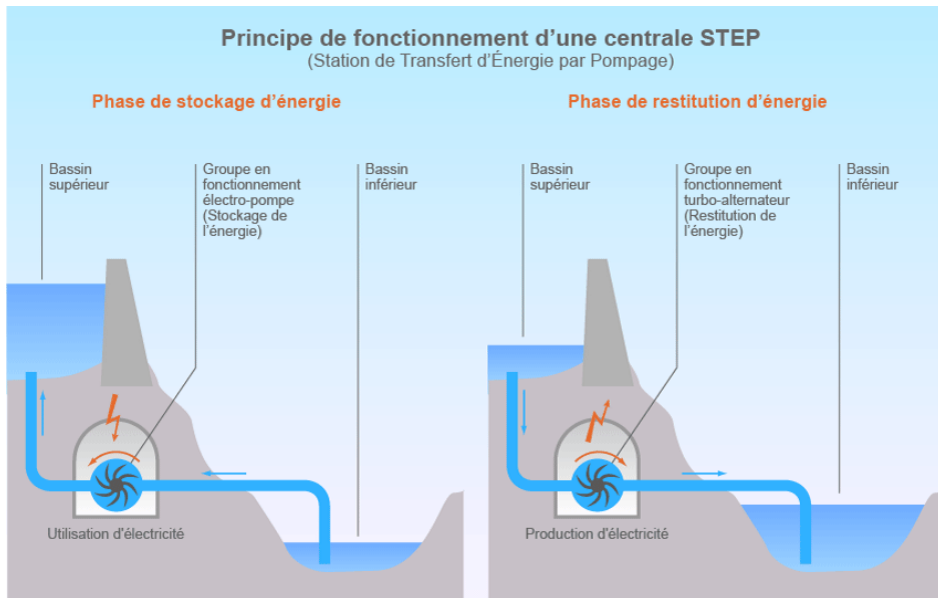 Principe de fonctionnement d'une centrale STEP
(Station de Transfert d'Énergie par Pompage)
Phase de stockage d'énergie
Bassin
supérieur
Groupe en
fonctionnement
électro-pompe
(Stockage de
l'énergie)
Bassin
inférieur
Utilisation d'électricité
Phase de restitution d'énergie
Bassin
supérieur
Groupe en
fonctionnement
turbo-alternateur
(Restitution de
l'énergie)
Bassin
inférieur
Production d'électricité